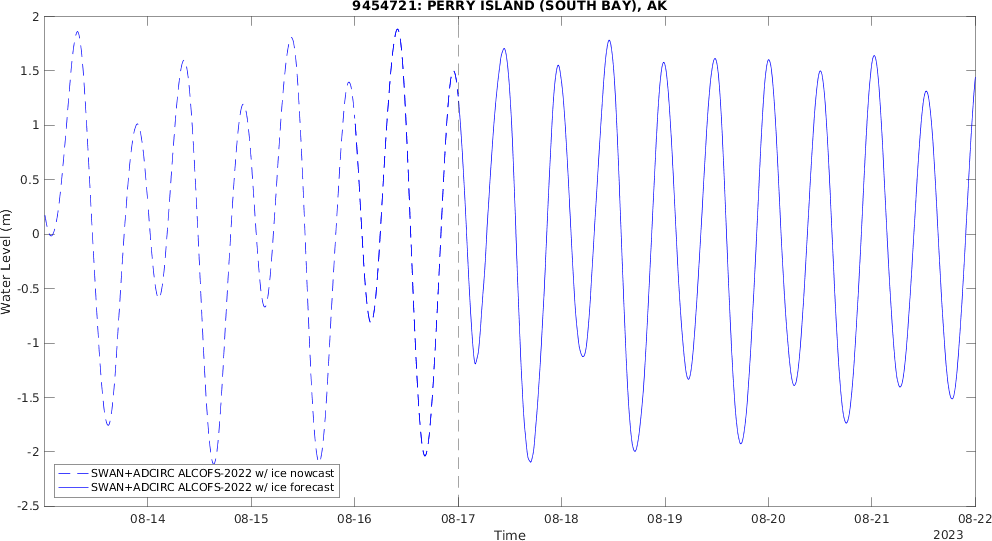 9454721: PERRY ISLAND (SOUTH BAY), AK
2
1.5
1
0.5
0
-0.5
-1
-1.5
-2
-2.5
Water Level (m)
SWAN+ADCIRC ALCOFS-2022 w/ ice nowcast
SWAN+ADCIRC ALCOFS-2022 w/ ice forecast
08-14 08-15 08-16 08-17 08-18 08-19 08-20 08-21 08-22
Time
2023